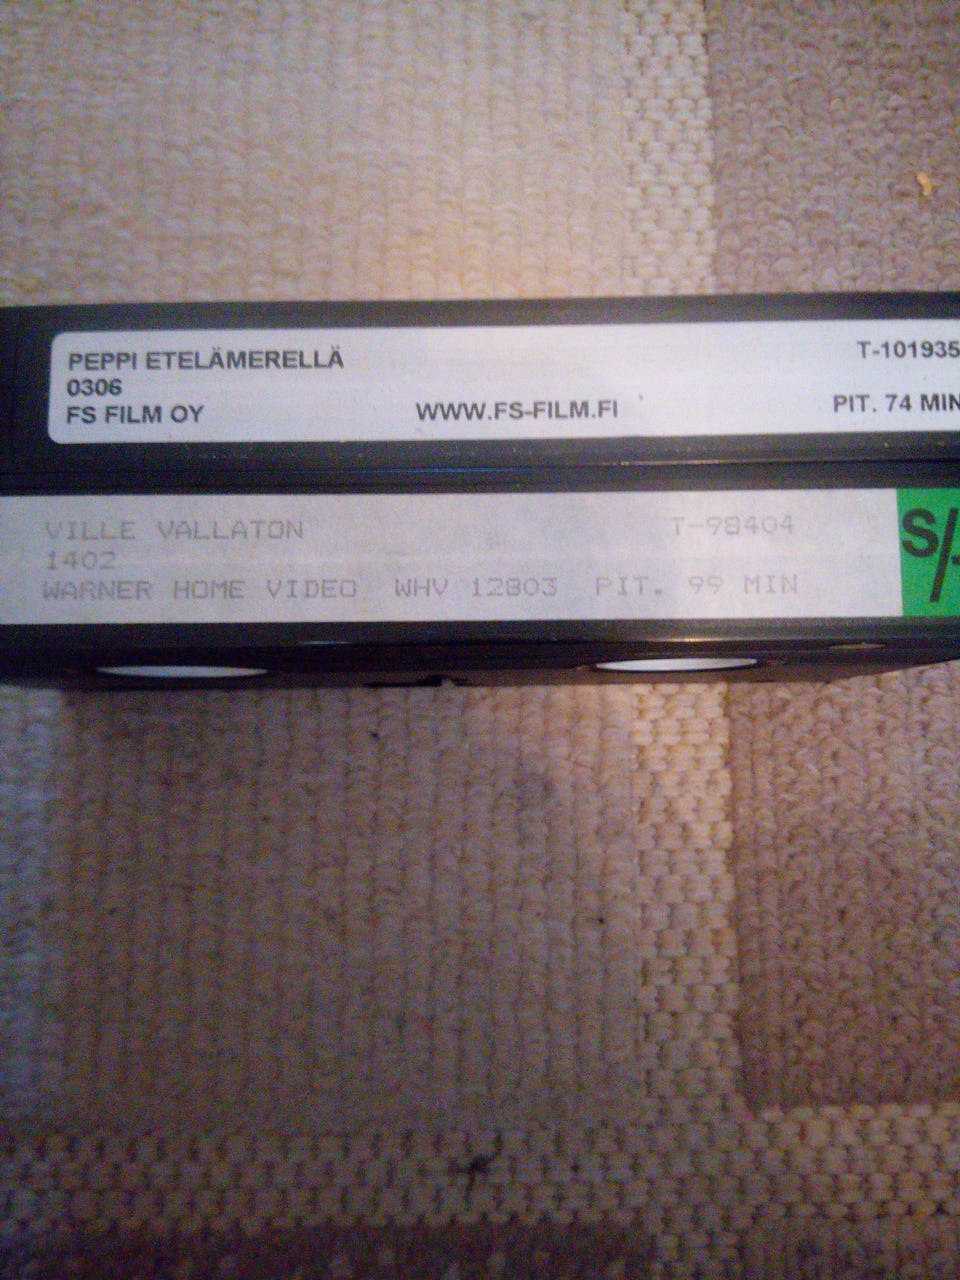 PEPPI ETELÄMERELLÄ T-101935
0306
FS FILM OY WWW.FS-FILM.FI PIT. 74 MIN
VILLE VALLATON T-98404
1402
WARNER HOME VIDEO WHV 12803 PIT. 99 MIN
S/